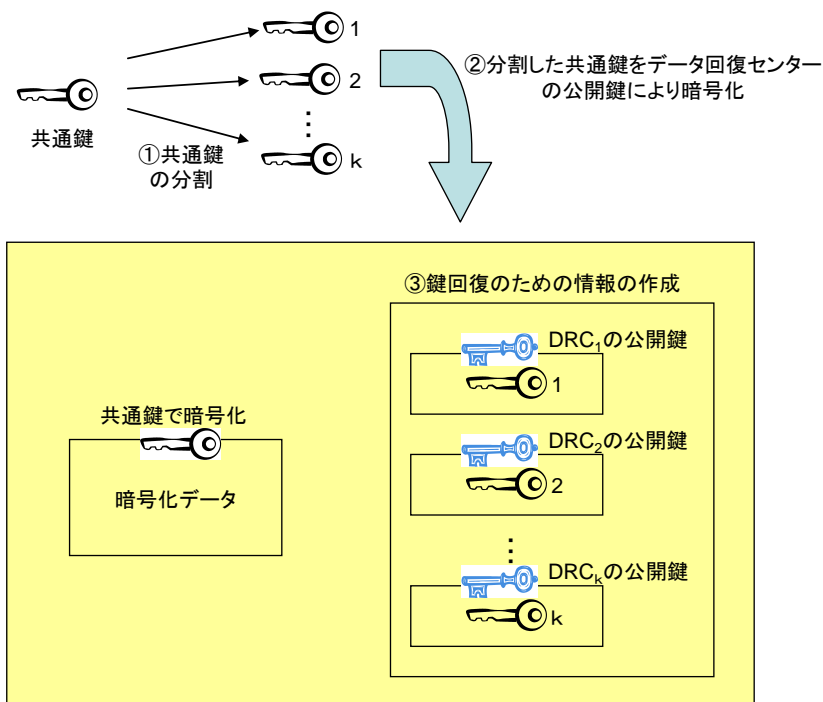 1
②分割した共通鍵をデータ回復センター
の公開鍵により暗号化
2
⋮
共通鍵
①共通鍵
の分割
k
③鍵回復のための情報の作成
DRC₁の公開鍵
1
共通鍵で暗号化
暗号化データ
DRC₂の公開鍵
2
⋮
DRCₖの公開鍵
k